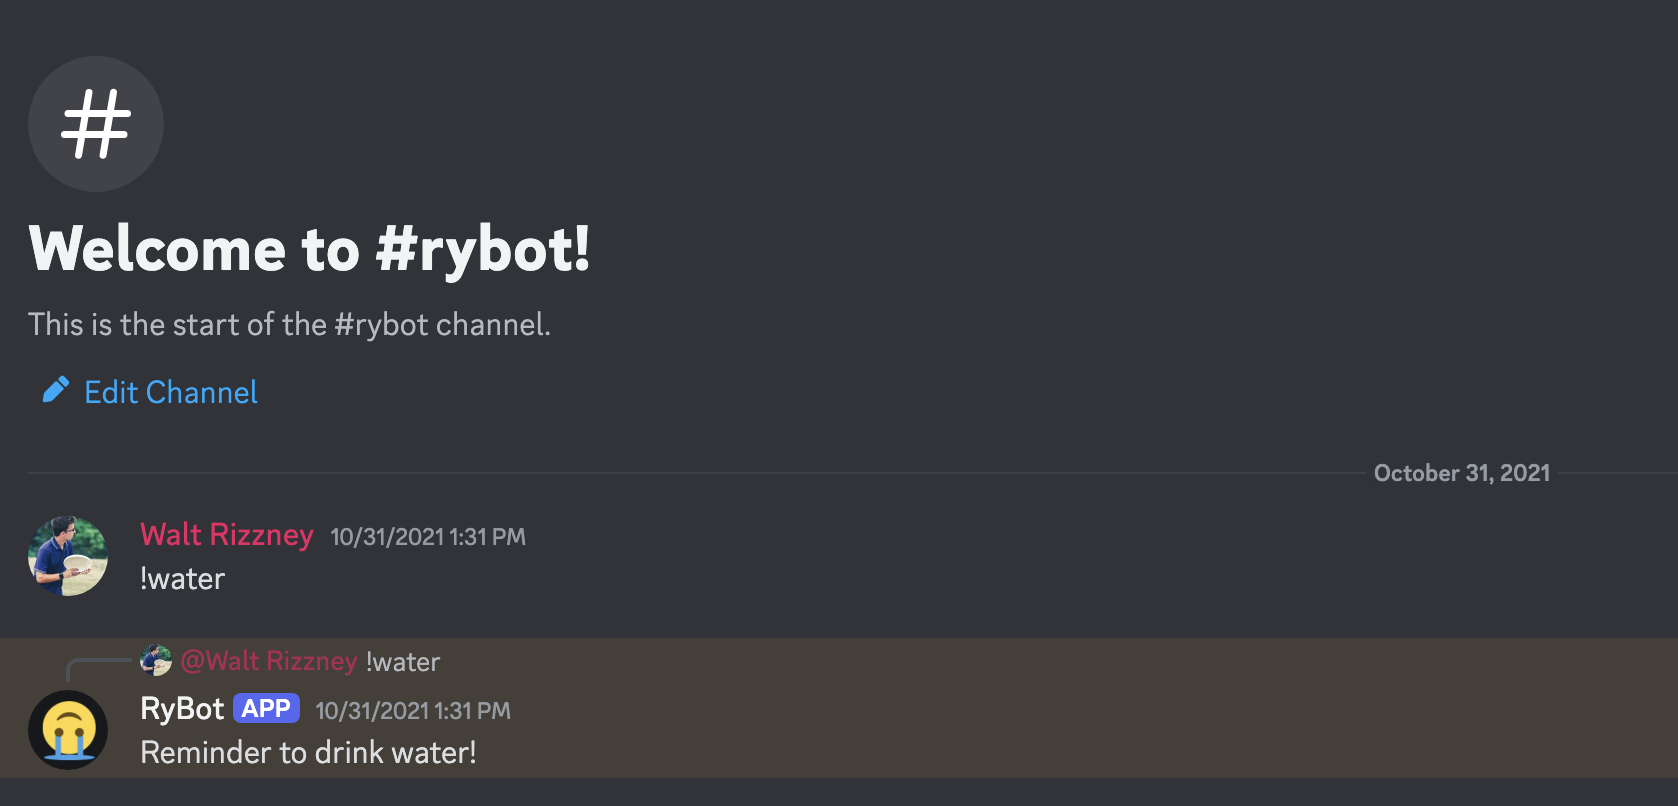 #
Welcome to #rybot!
This is the start of the #rybot channel.
Edit Channel
October 31, 2021
Walt Rizzney 10/31/2021 1:31 PM
!water
@Walt Rizzney !water
RyBot APP 10/31/2021 1:31 PM
Reminder to drink water!